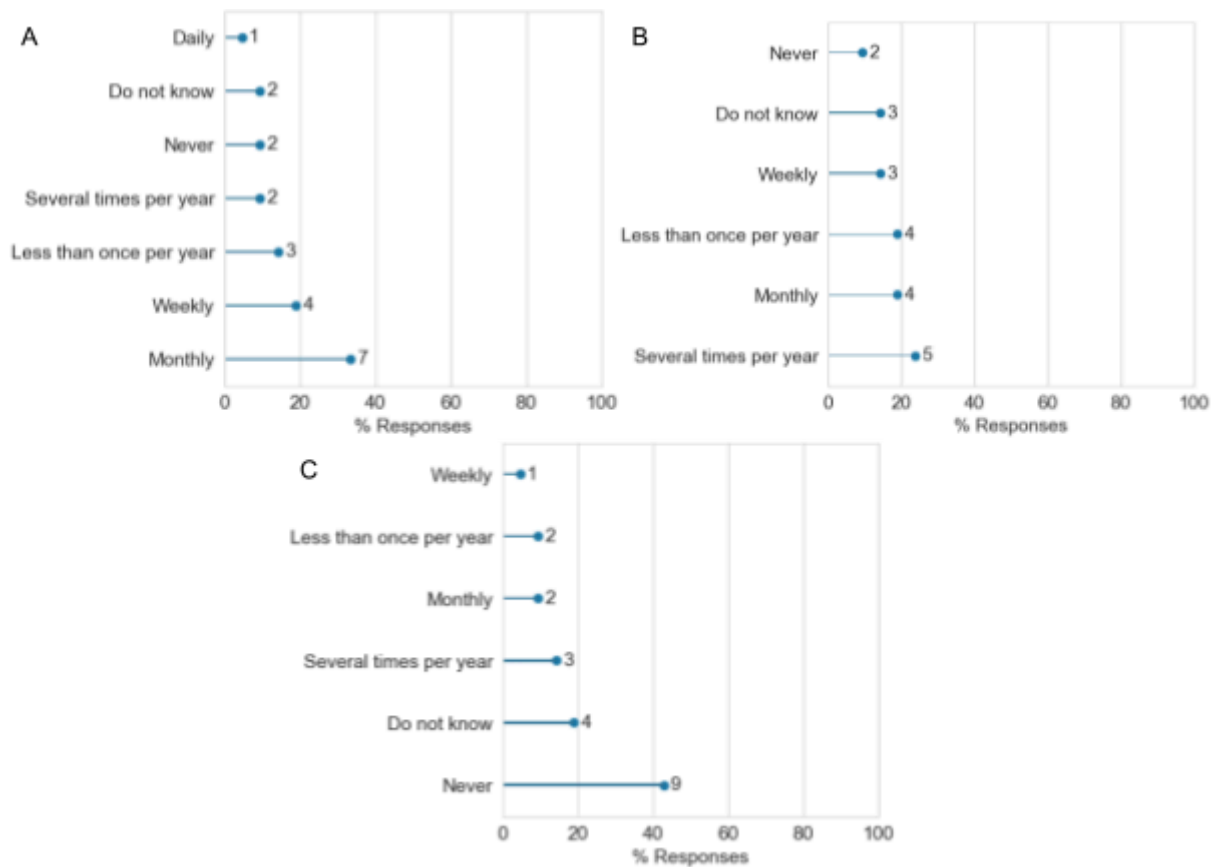 A
Daily 1
Do not know 2
Never 2
Several times per year 2
Less than once per year 3
Weekly 4
Monthly 7
0 20 40 60 80 100
% Responses
B
Never 2
Do not know 3
Weekly 3
Less than once per year 4
Monthly 4
Several times per year 5
0 20 40 60 80 100
% Responses
C
Weekly 1
Less than once per year 2
Monthly 2
Several times per year 3
Do not know 4
Never 9
0 20 40 60 80 100
% Responses